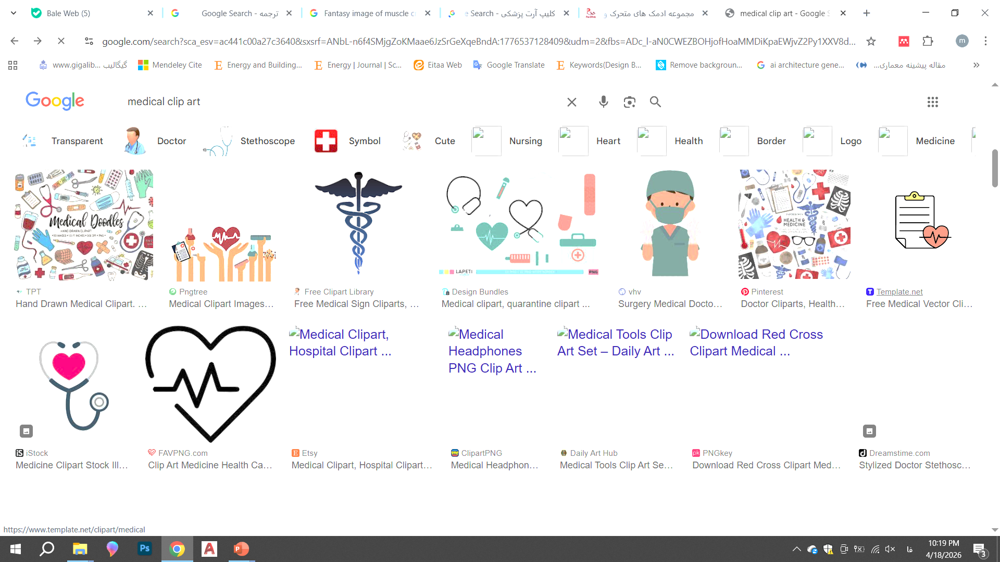 Bale Web (5)
Google Search - ترجمه
Fantasy image of muscle c
e Search - کلیپ آرت پزشکی
مجموعه ادمک های متحرک و
medical clip art - Google S
google.com/search?sca_esv=ac441c00a27c3640&sxsrf=ANbL-n6f4SMjgZoKMaae6JzSrGeXqeBndA:1776537128409&udm=2&fbs=ADc_l-aN0CWEZBOHjofHoaMMDiKpaEWjvZ2Py1XXV8d...
m
www.gigalib... گیگالیب
Mendeley Cite
Energy and Building...
Energy | Journal | Sc...
Eitaa Web
Google Translate
Keywords(Design B...
Remove backgroun...
ai architecture gene...
مقاله پیشینه معماری...
Google
medical clip art
Transparent
Doctor
Stethoscope
Symbol
Cute
Nursing
Heart
Health
Border
Logo
Medicine
Medical Doodles
HAND DRAWN CLIPART
HEALTH &
MEDICINE
LAPETI
PNG
TPT
Hand Drawn Medical Clipart. ...
Pngtree
Medical Clipart Images...
Free Clipart Library
Free Medical Sign Cliparts, ...
Design Bundles
Medical clipart, quarantine clipart ...
vhv
Surgery Medical Docto...
Pinterest
Doctor Cliparts, Health...
Template.net
Free Medical Vector Cli...
Medical Clipart,
Hospital Clipart ...
Medical
Headphones
PNG Clip Art ...
Medical Tools Clip
Art Set – Daily Art ...
Download Red Cross
Clipart Medical ...
iStock
Medicine Clipart Stock Ill...
FAVPNG.com
Clip Art Medicine Health Ca...
Etsy
Medical Clipart, Hospital Clipart...
ClipartPNG
Medical Headphon...
Daily Art Hub
Medical Tools Clip Art Se...
PNGkey
Download Red Cross Clipart Med...
Dreamstime.com
Stylized Doctor Stethosc...
https://www.template.net/clipart/medical
Ps
فا
10:19 PM
4/18/2026
3